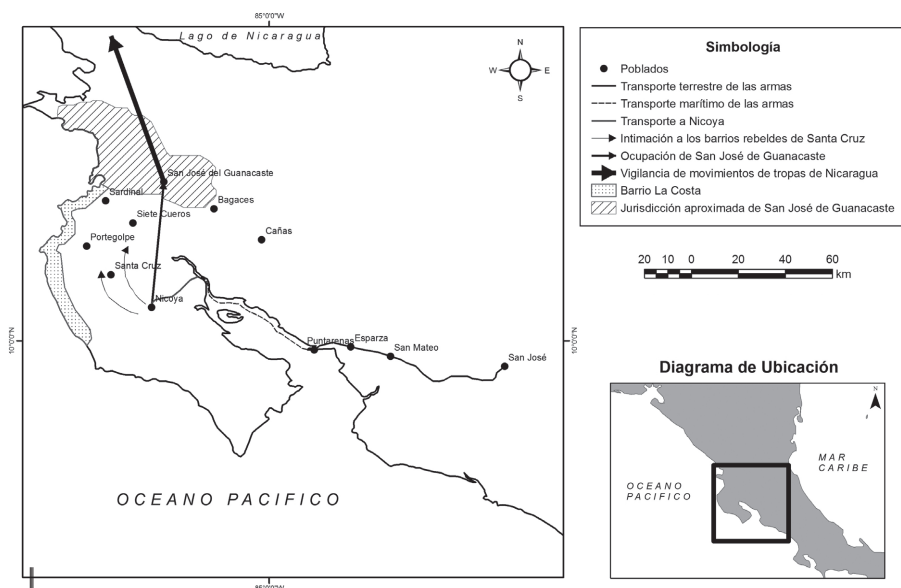 85°0'0"W
Lago de Nicaragua
N
W
E
S
San José del Guanacaste
Sardinal
Bagaces
Siete Cueros
Cañas
Portegolpe
Santa Cruz
Nicoya
10°0'0"N
10°0'0"N
Puntarenas
Esparza
San Mateo
San José
OCEANO PACIFICO
85°0'0"W
Simbología
Poblados
Transporte terrestre de las armas
Transporte marítimo de las armas
Transporte a Nicoya
Intimación a los barrios rebeldes de Santa Cruz
Ocupación de San José de Guanacaste
Vigilancia de movimientos de tropas de Nicaragua
Barrio La Costa
Jurisdicción aproximada de San José de Guanacaste
20 10 0 20 40 60
km
Diagrama de Ubicación
N
MAR
CARIBE
OCEANO
PACIFICO